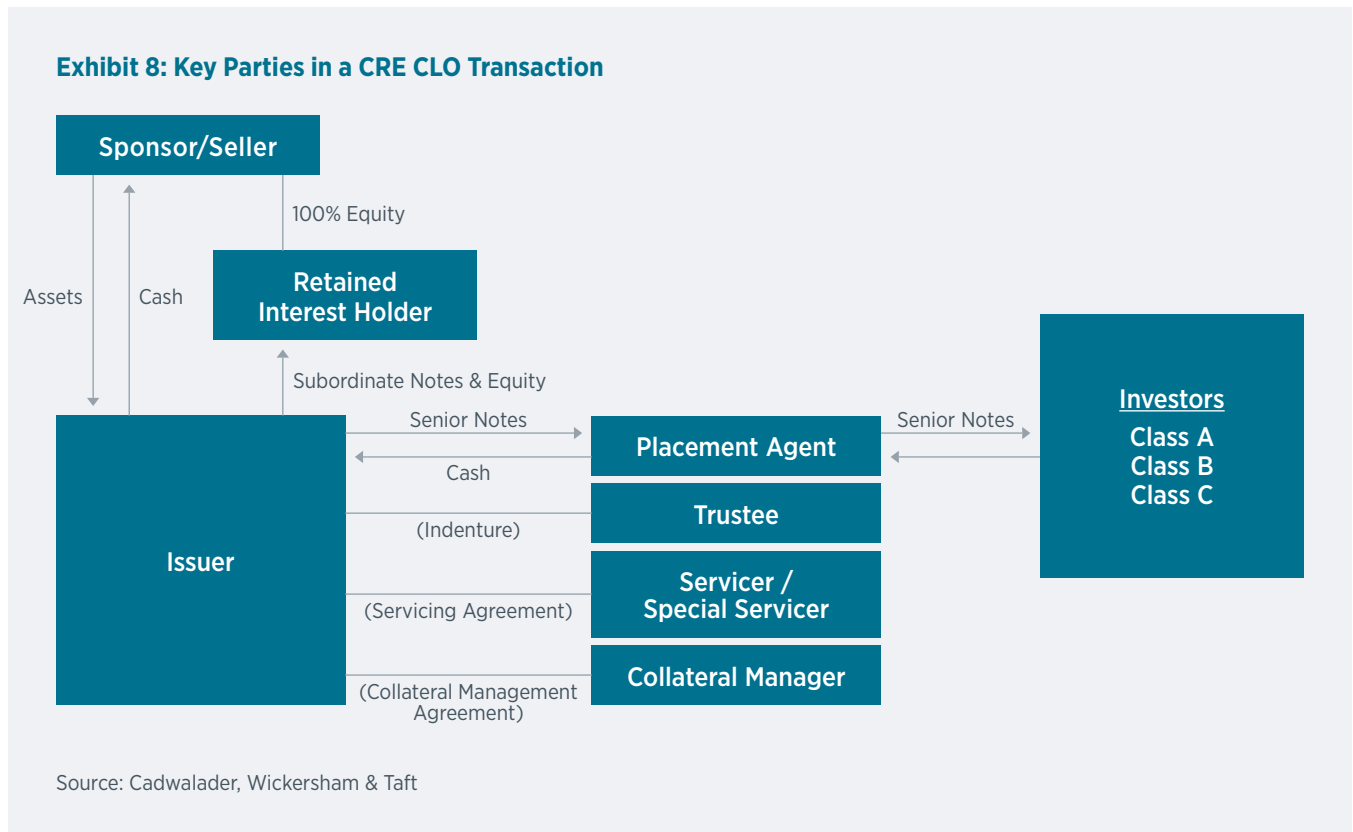 Exhibit 8: Key Parties in a CRE CLO Transaction
Sponsor/Seller
100% Equity
Retained
Interest Holder
Assets
Cash
Subordinate Notes & Equity
Issuer
Senior Notes
Cash
Placement Agent
Senior Notes
Investors
Class A
Class B
Class C
(Indenture)
Trustee
(Servicing Agreement)
Servicer /
Special Servicer
(Collateral Management
Agreement)
Collateral Manager
Source: Cadwalader, Wickersham & Taft